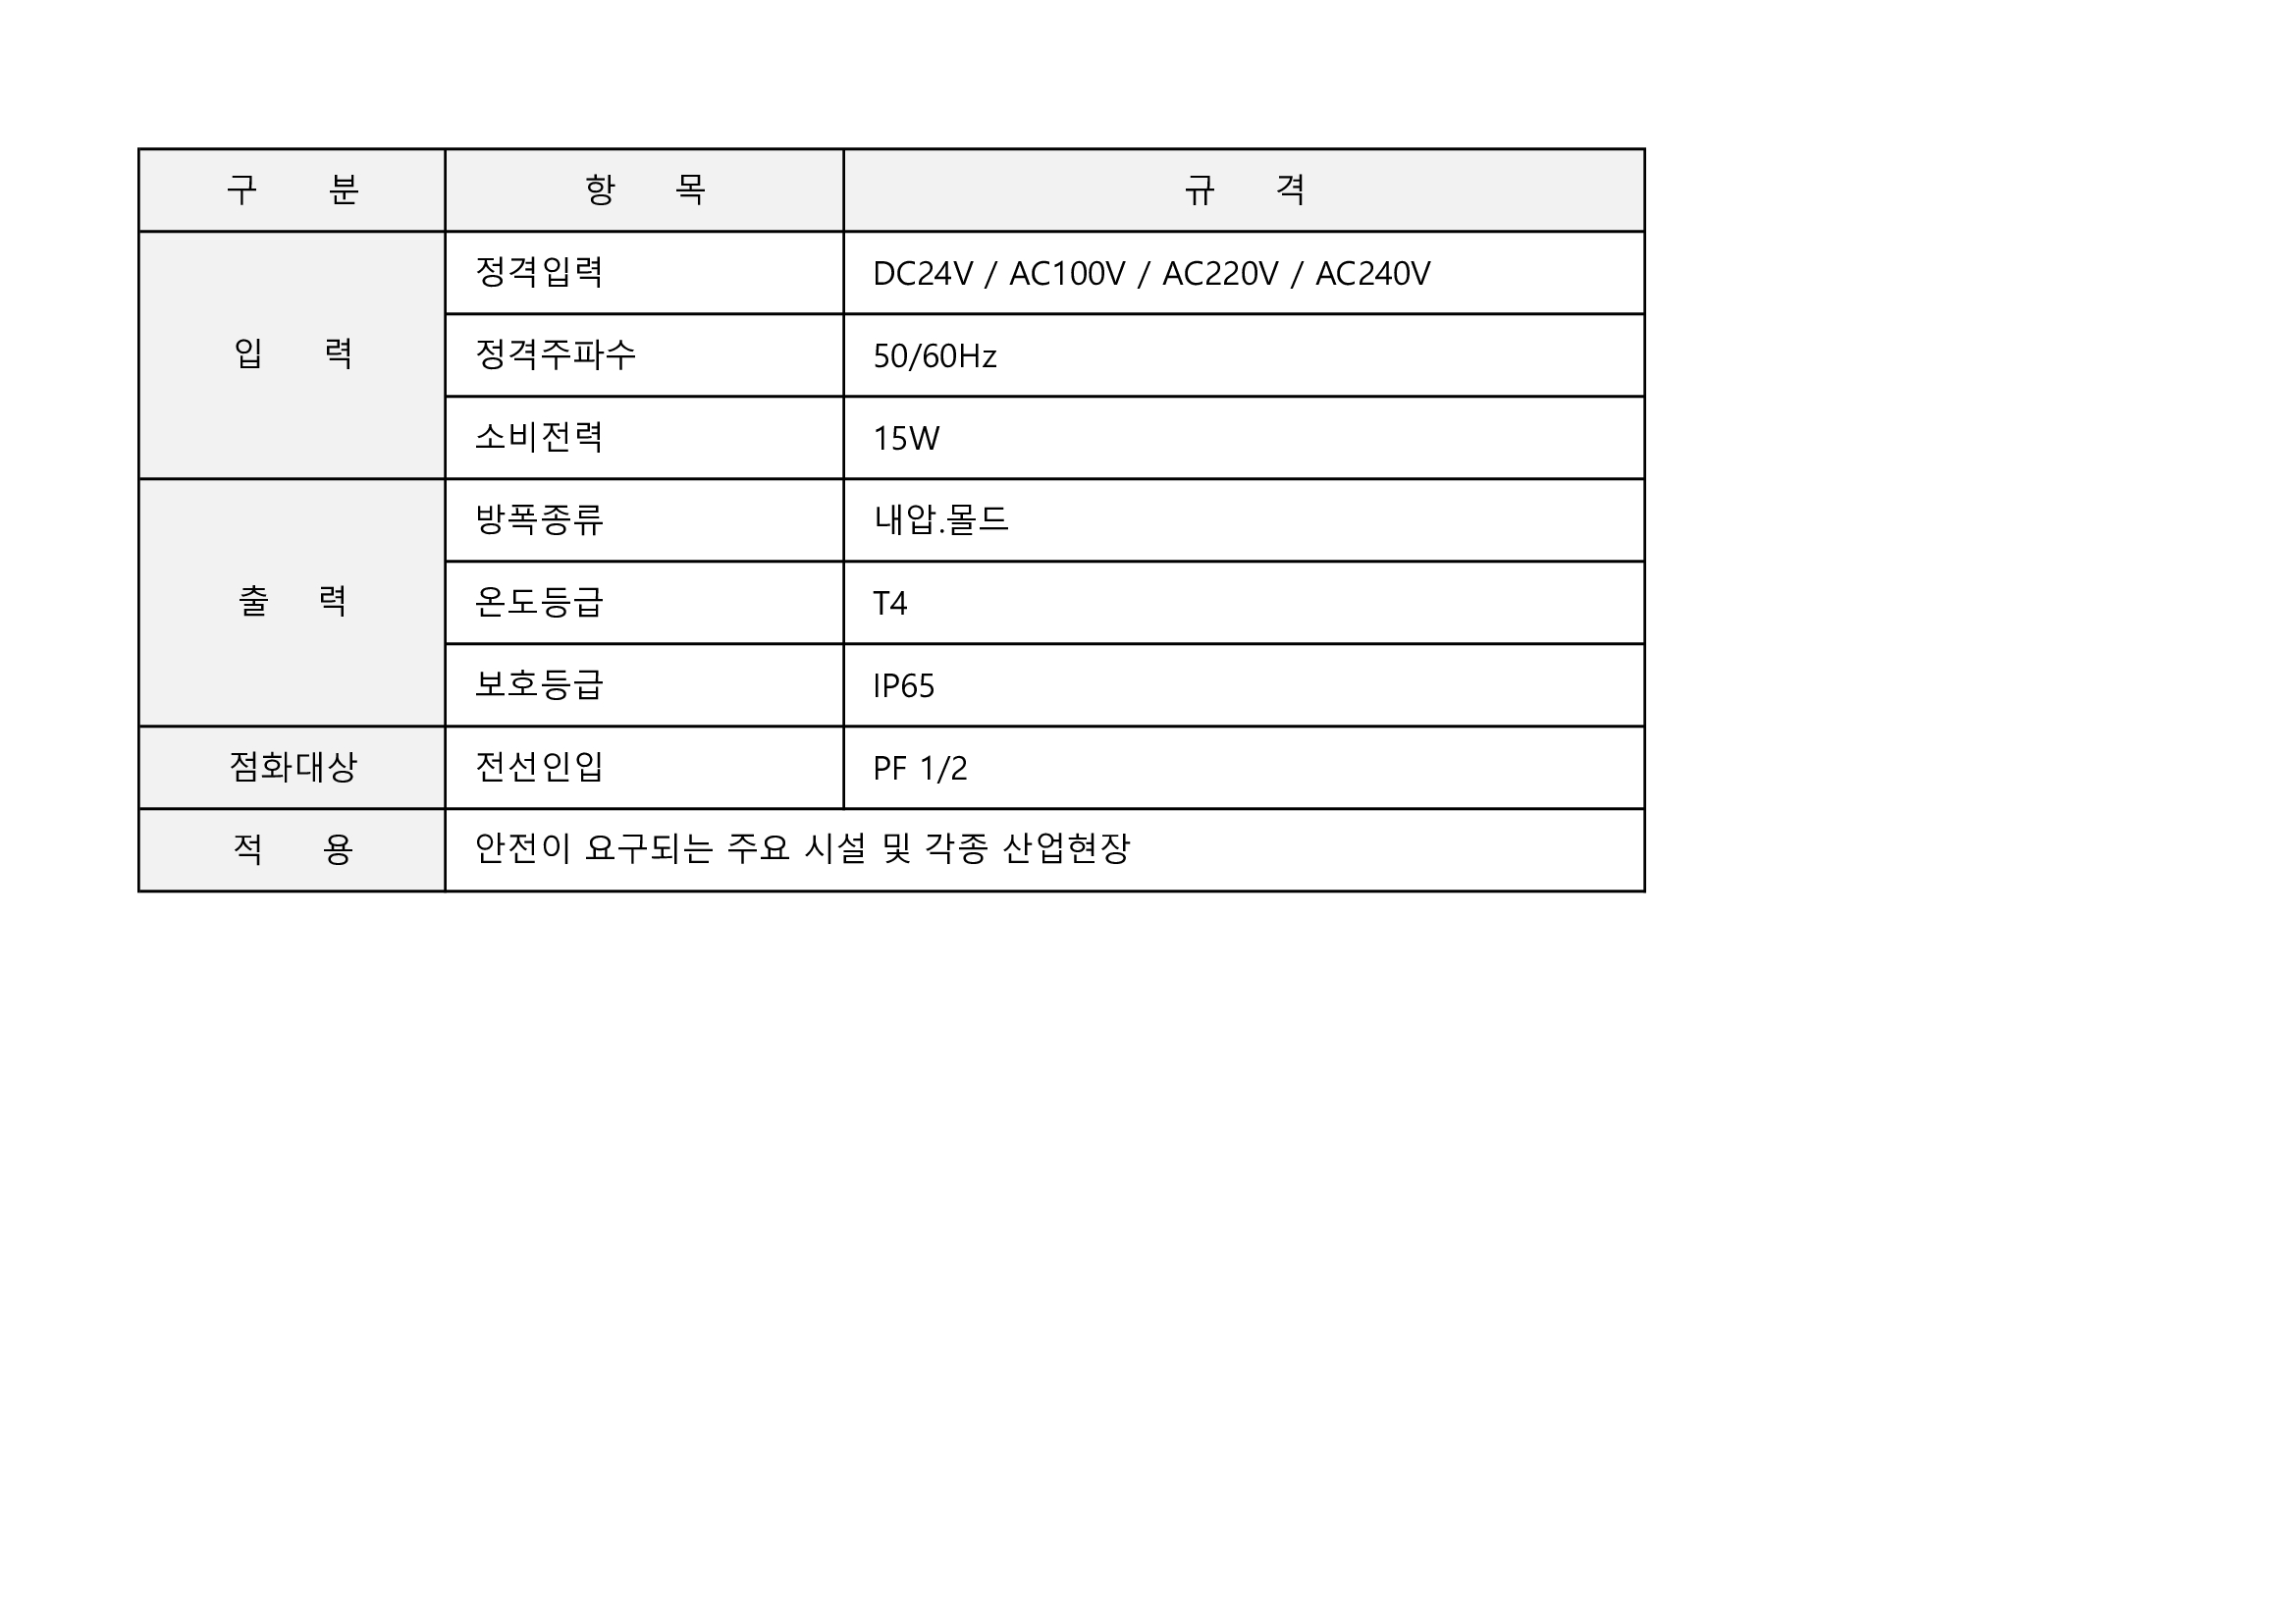 구 분 항 목 규 격
입 력 정격입력 DC24V / AC100V / AC220V / AC240V
정격주파수 50/60Hz
소비전력 15W
출 력 방폭종류 내압.몰드
온도등급 T4
보호등급 IP65
점화대상 전선인입 PF 1/2
적 용 안전이 요구되는 주요 시설 및 각종 산업현장